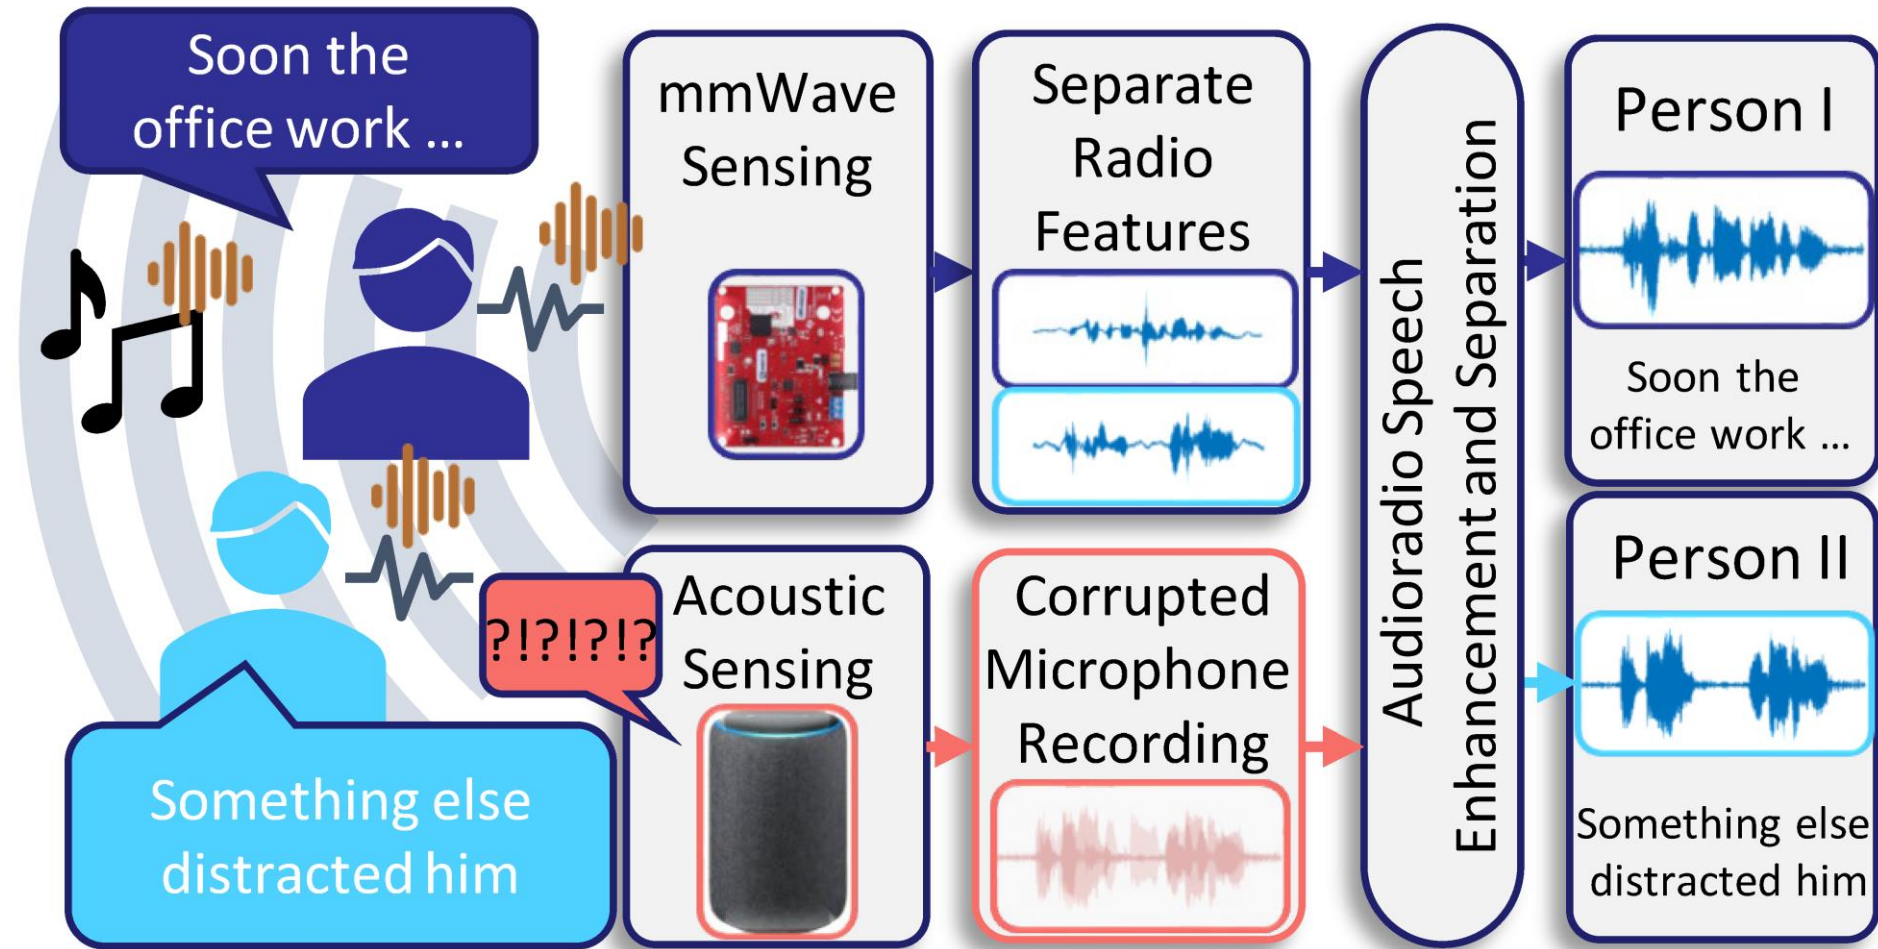 Soon the
office work ...
mmWave
Sensing
Separate
Radio
Features
Audioradio Speech
Enhancement and Separation
Person I
Soon the
office work ...
?!?!?!?
Acoustic
Sensing
Corrupted
Microphone
Recording
Person II
Something else
distracted him
Something else
distracted him